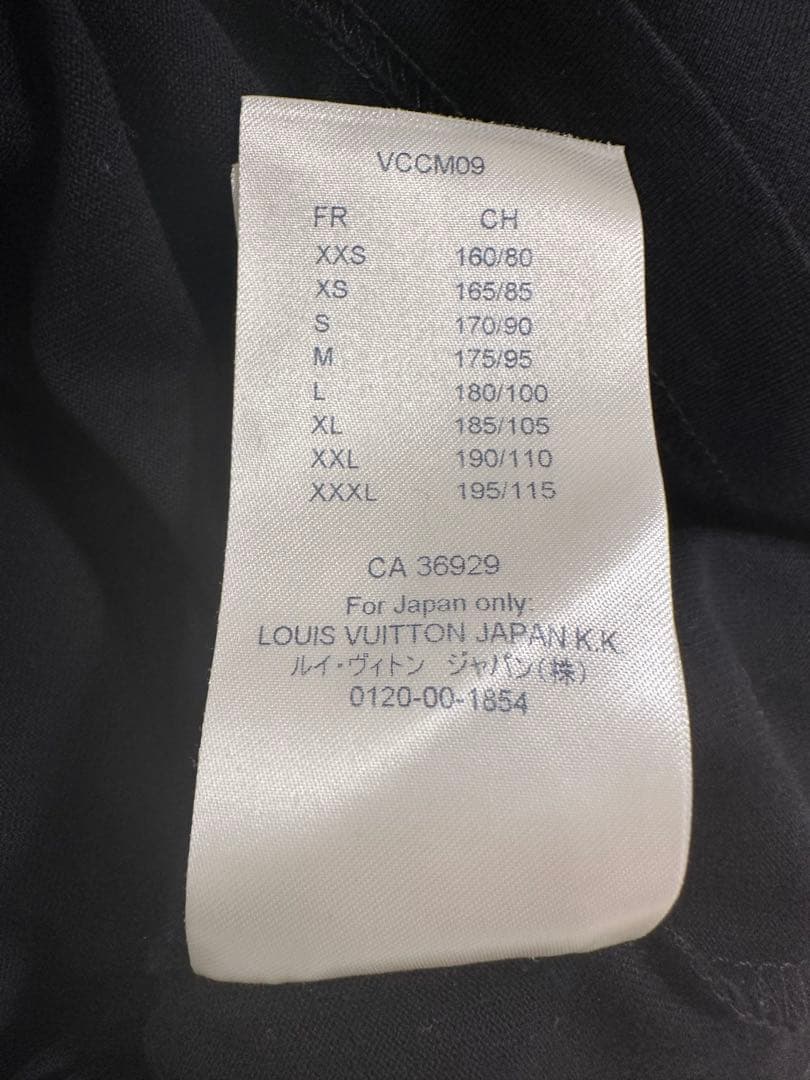 VCCM09
FR CH
XXS 160/80
XS 165/85
S 170/90
M 175/95
L 180/100
XL 185/105
XXL 190/110
XXXL 195/115
CA 36929
For Japan only:
LOUIS VUITTON JAPAN K.K.
ルイ・ヴィトン ジャパン(株)
0120-00-1854